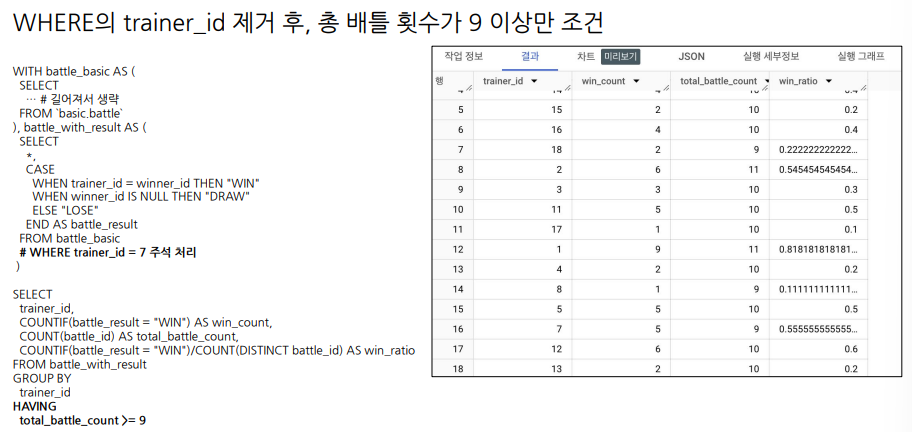 WHERE의 trainer_id 제거 후, 총 배틀 횟수가 9 이상만 조건
WITH battle_basic AS (
SELECT
… # 길어져서 생략
FROM `basic.battle`
), battle_with_result AS (
SELECT
*,
CASE
WHEN trainer_id = winner_id THEN "WIN"
WHEN winner_id IS NULL THEN "DRAW"
ELSE "LOSE"
END AS battle_result
FROM battle_basic
# WHERE trainer_id = 7 주석 처리
)
SELECT
trainer_id,
COUNTIF(battle_result = "WIN") AS win_count,
COUNT(battle_id) AS total_battle_count,
COUNTIF(battle_result = "WIN")/COUNT(DISTINCT battle_id) AS win_ratio
FROM battle_with_result
GROUP BY
trainer_id
HAVING
total_battle_count >= 9
작업 정보 결과 차트 미리보기 JSON 실행 세부정보 실행 그래프
행 trainer_id win_count total_battle_count win_ratio
4 14 4 10 0.4
5 15 2 10 0.2
6 16 4 10 0.4
7 18 2 9 0.222222222222...
8 2 6 11 0.545454545454...
9 3 3 10 0.3
10 11 5 10 0.5
11 17 1 10 0.1
12 1 9 11 0.818181818181...
13 4 2 10 0.2
14 8 1 9 0.111111111111...
15 5 5 10 0.5
16 7 5 9 0.555555555555...
17 12 6 10 0.6
18 13 2 10 0.2